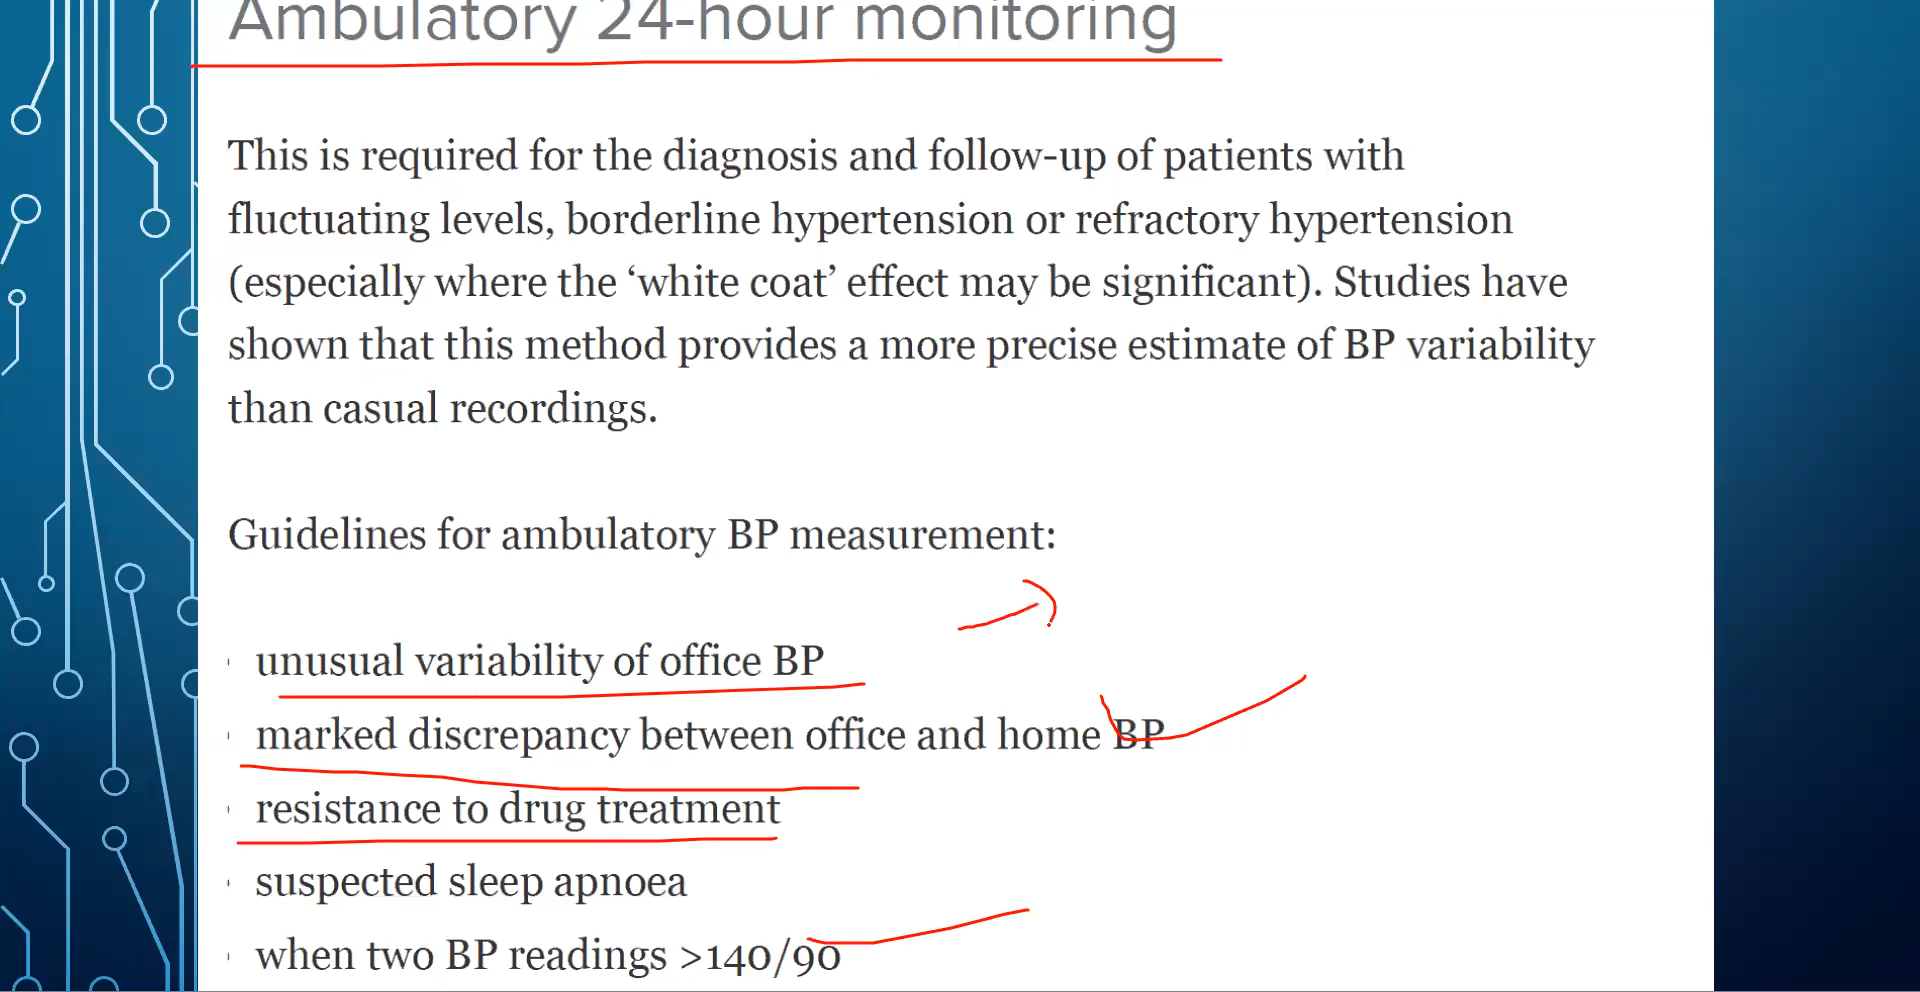 Ambulatory 24-hour monitoring
This is required for the diagnosis and follow-up of patients with
fluctuating levels, borderline hypertension or refractory hypertension
(especially where the ‘white coat’ effect may be significant). Studies have
shown that this method provides a more precise estimate of BP variability
than casual recordings.
Guidelines for ambulatory BP measurement:
unusual variability of office BP
marked discrepancy between office and home BP
resistance to drug treatment
suspected sleep apnoea
when two BP readings >140/90